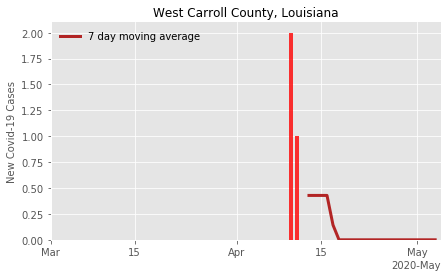 West Carroll County, Louisiana
7 day moving average
New Covid-19 Cases
2.00
1.75
1.50
1.25
1.00
0.75
0.50
0.25
0.00
Mar 15 Apr 15 May
2020-May